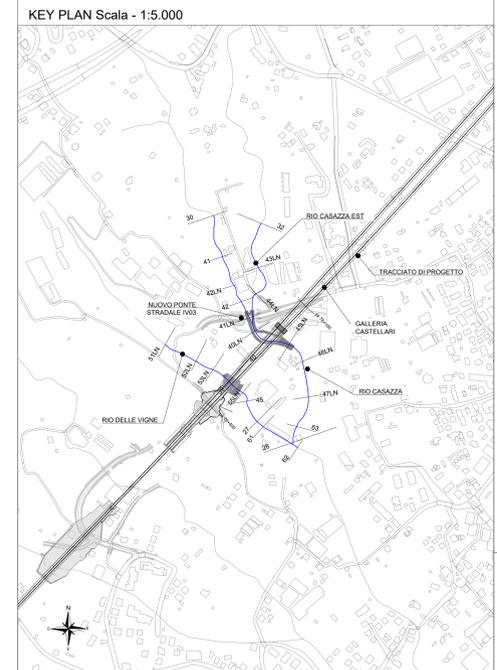 KEY PLAN Scala - 1:5.000
30
32
RIO CASAZZA EST
41
43LN
TRACCIATO DI PROGETTO
42LN
42
44LN
NUOVO PONTE
STRADALE IV03
41LN
45LN
GALLERIA
CASTELLARI
40LN
51LN
52LN
53LN
46LN
RIO CASAZZA
47LN
45
RIO DELLE VIGNE
27
61
63
28
62
N